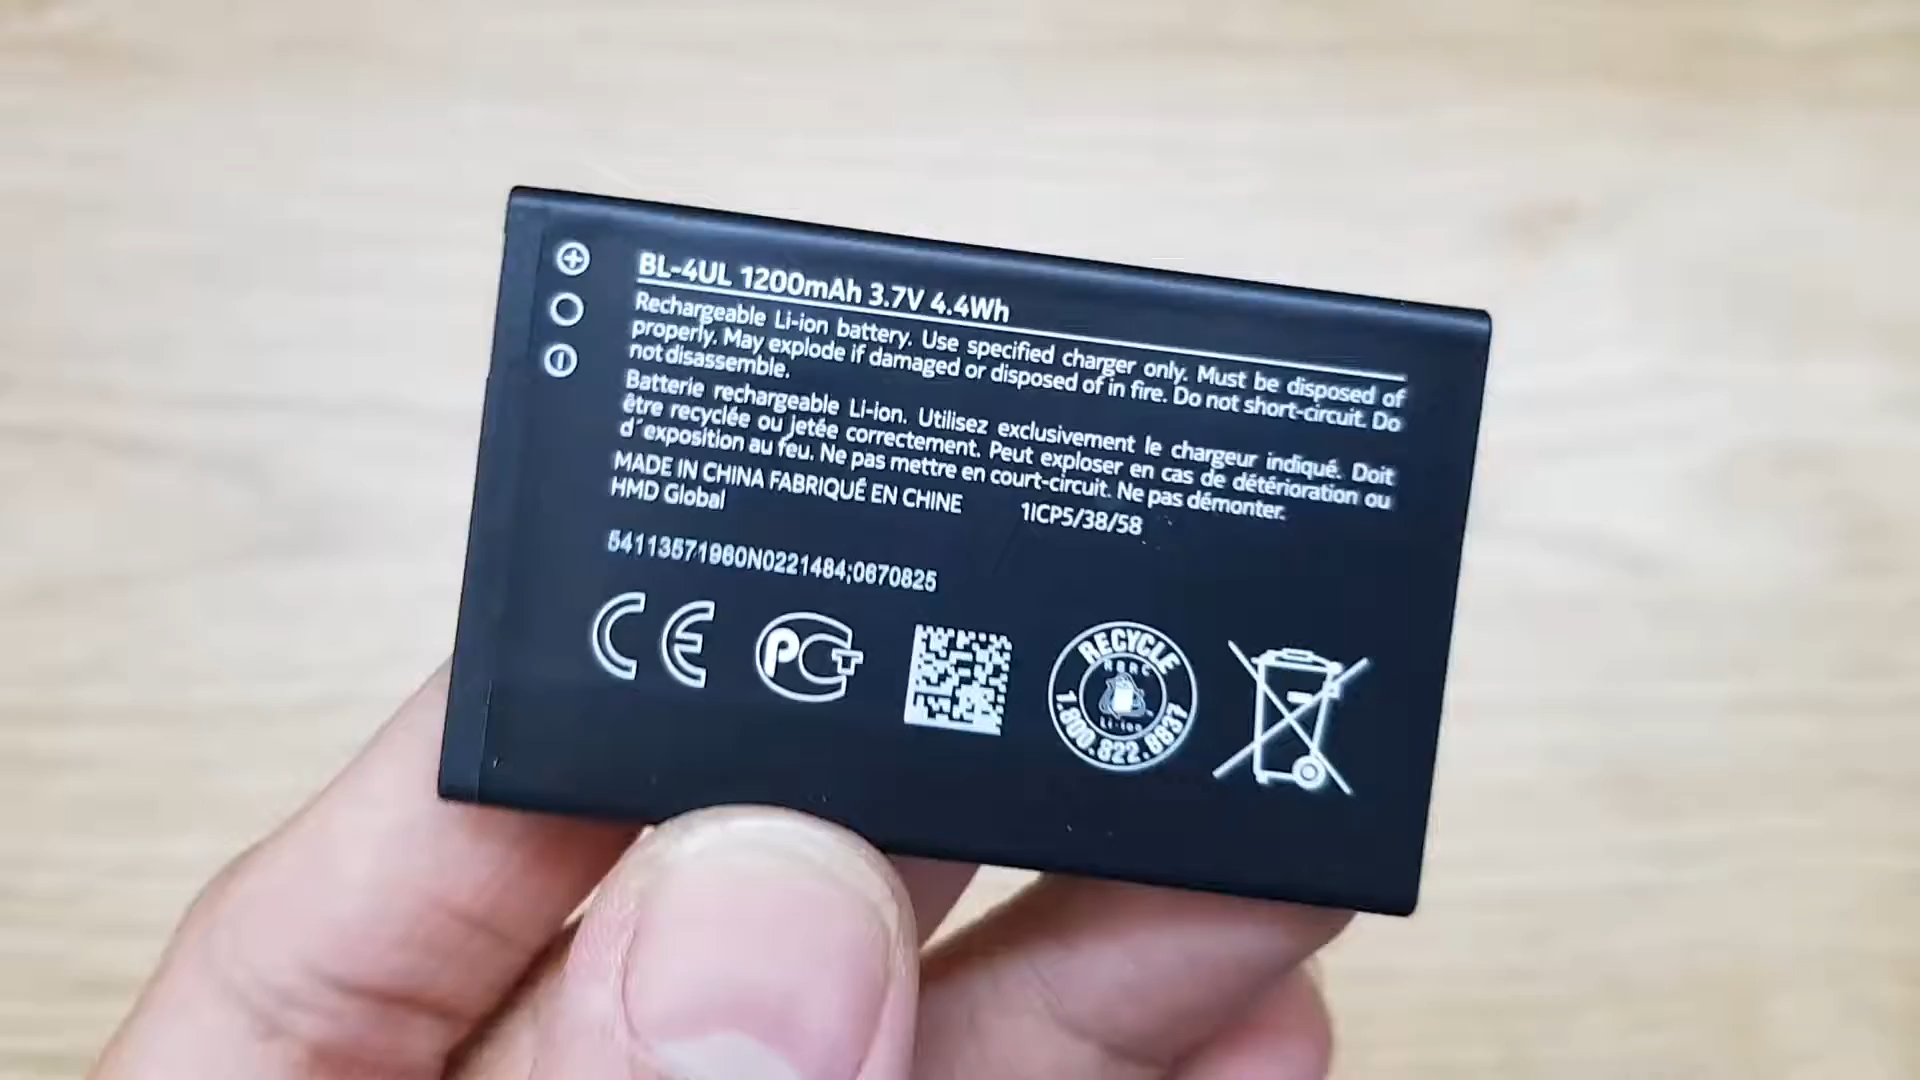 BL-4UL 1200mAh 3.7V 4.4Wh
Rechargeable Li-ion battery. Use specified charger only. Must be disposed of
properly. May explode if damaged or disposed of in fire. Do not short-circuit. Do
not disassemble.
Batterie rechargeable Li-ion. Utilisez exclusivement le chargeur indiqué. Doit
être recyclée ou jetée correctement. Peut exploser en cas de détérioration ou
d´exposition au feu. Ne pas mettre en court-circuit. Ne pas démonter.
MADE IN CHINA FABRIQUÉ EN CHINE 1ICP5/38/58
HMD Global
54113571960N0221484;0670825
CE PCT
RECYCLE
RBRC
Li-ion
1.800.822.8837